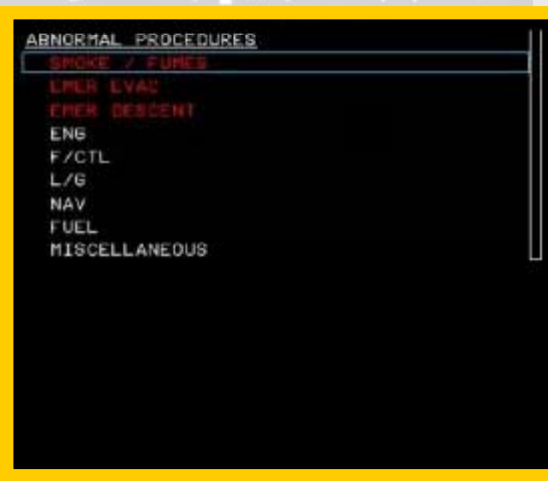 ABNORMAL PROCEDURES
SMOKE / FUMES
EMER EVAC
EMER DESCENT
ENG
F/CTL
L/G
NAV
FUEL
MISCELLANEOUS